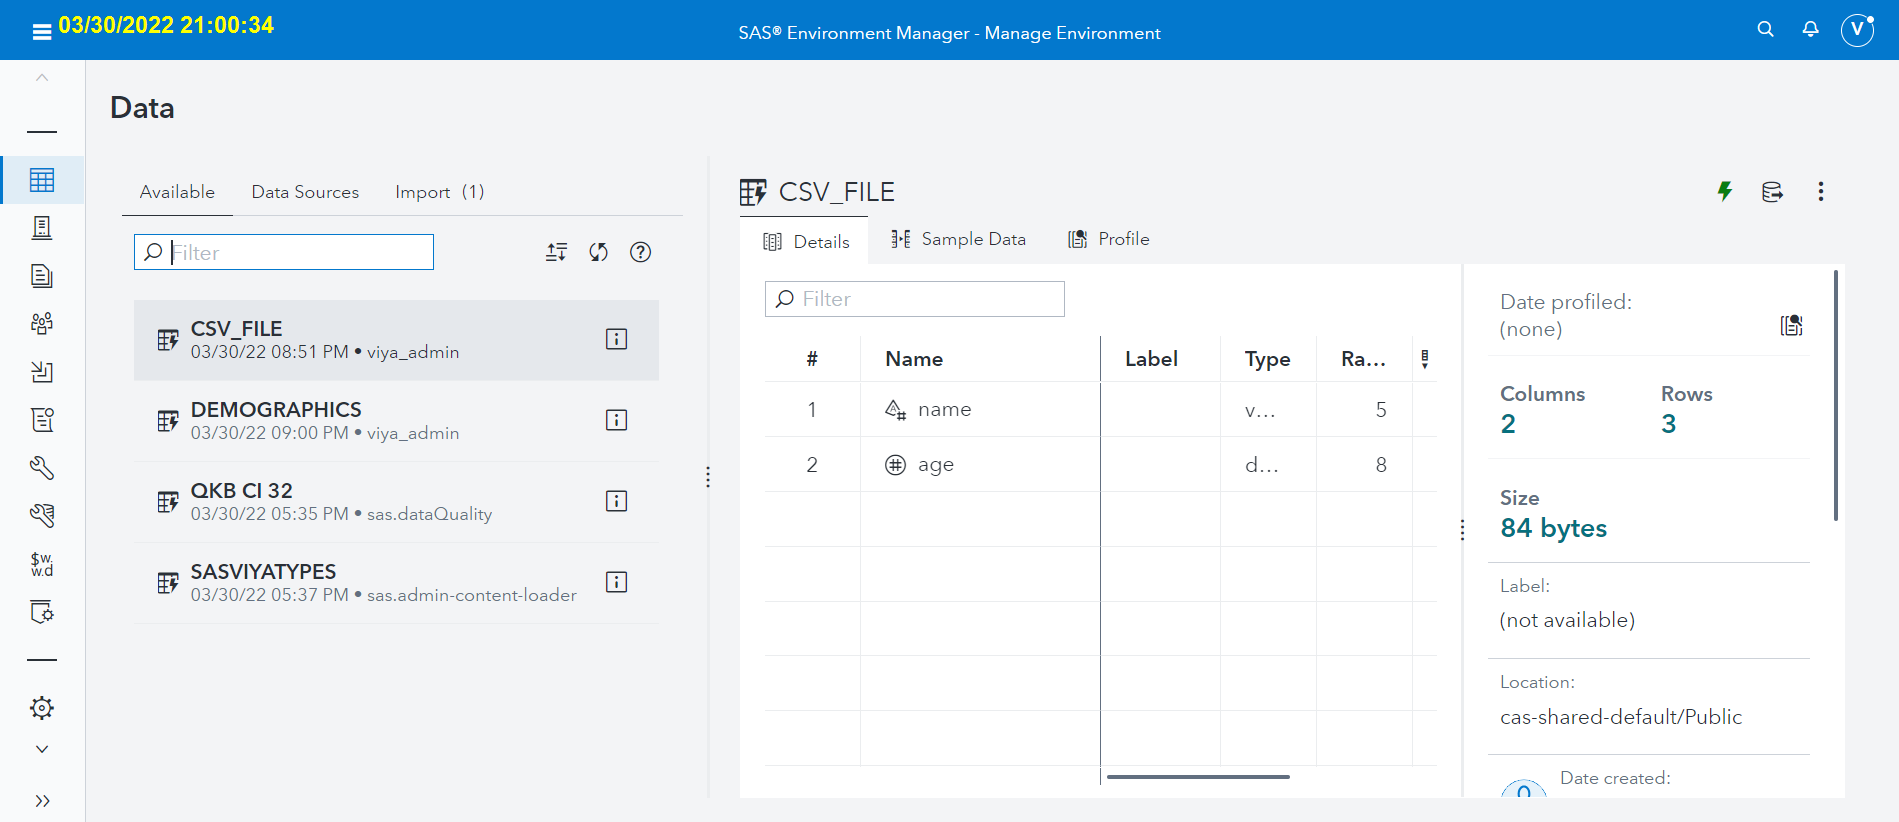 03/30/2022 21:00:34
SAS® Environment Manager - Manage Environment
V
Data
Available Data Sources Import (1)
Filter
CSV_FILE
03/30/22 08:51 PM • viya_admin
DEMOGRAPHICS
03/30/22 09:00 PM • viya_admin
QKB CI 32
03/30/22 05:35 PM • sas.dataQuality
SASVIYATYPES
03/30/22 05:37 PM • sas.admin-content-loader
$w.
w.d
CSV_FILE
Details Sample Data Profile
Filter
# Name Label Type Ra...
1 name v... 5
2 age d... 8
Date profiled:
(none)
Columns Rows
2 3
Size
84 bytes
Label:
(not available)
Location:
cas-shared-default/Public
Date created: